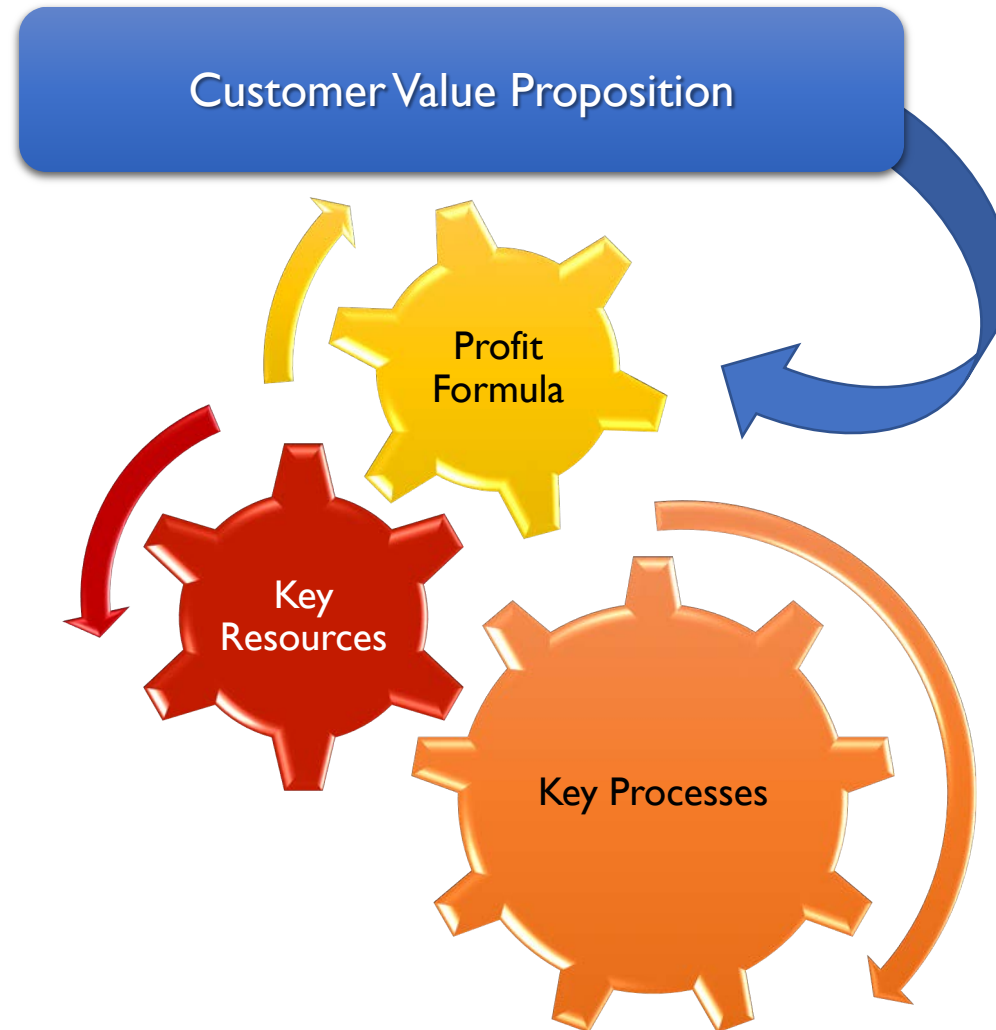 Customer Value Proposition
Profit
Formula
Key
Resources
Key Processes